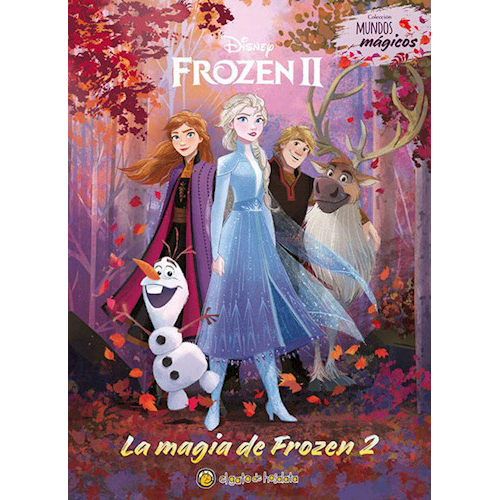 Colección
MUNDOS
mágicos
Disney
FROZEN II
La magia de Frozen 2
el gato de hojalata